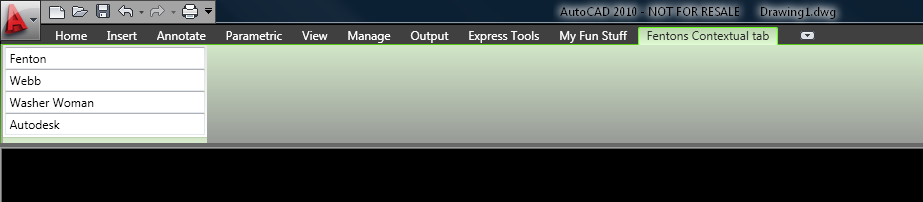 AutoCAD 2010 - NOT FOR RESALE Drawing1.dwg
Home Insert Annotate Parametric View Manage Output Express Tools My Fun Stuff Fentons Contextual tab
Fenton
Webb
Washer Woman
Autodesk